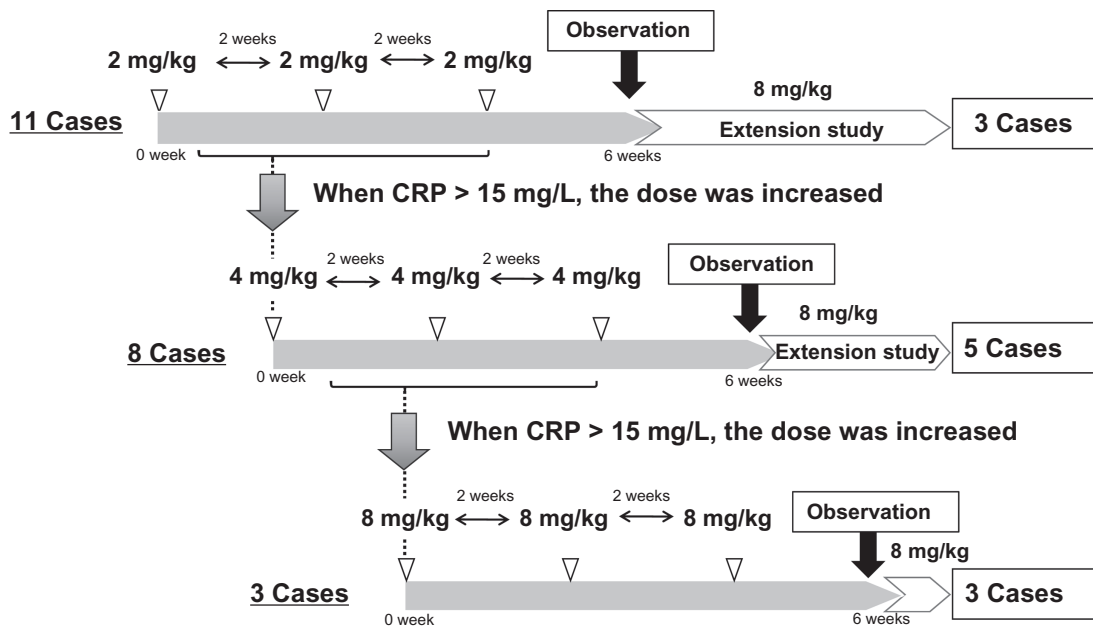 Observation
2 weeks 2 weeks
2 mg/kg 2 mg/kg 2 mg/kg
8 mg/kg
11 Cases Extension study 3 Cases
0 week 6 weeks
When CRP > 15 mg/L, the dose was increased
Observation
2 weeks 2 weeks
4 mg/kg 4 mg/kg 4 mg/kg
8 mg/kg
8 Cases Extension study 5 Cases
0 week 6 weeks
When CRP > 15 mg/L, the dose was increased
2 weeks 2 weeks
8 mg/kg 8 mg/kg 8 mg/kg Observation
8 mg/kg
3 Cases 3 Cases
0 week 6 weeks